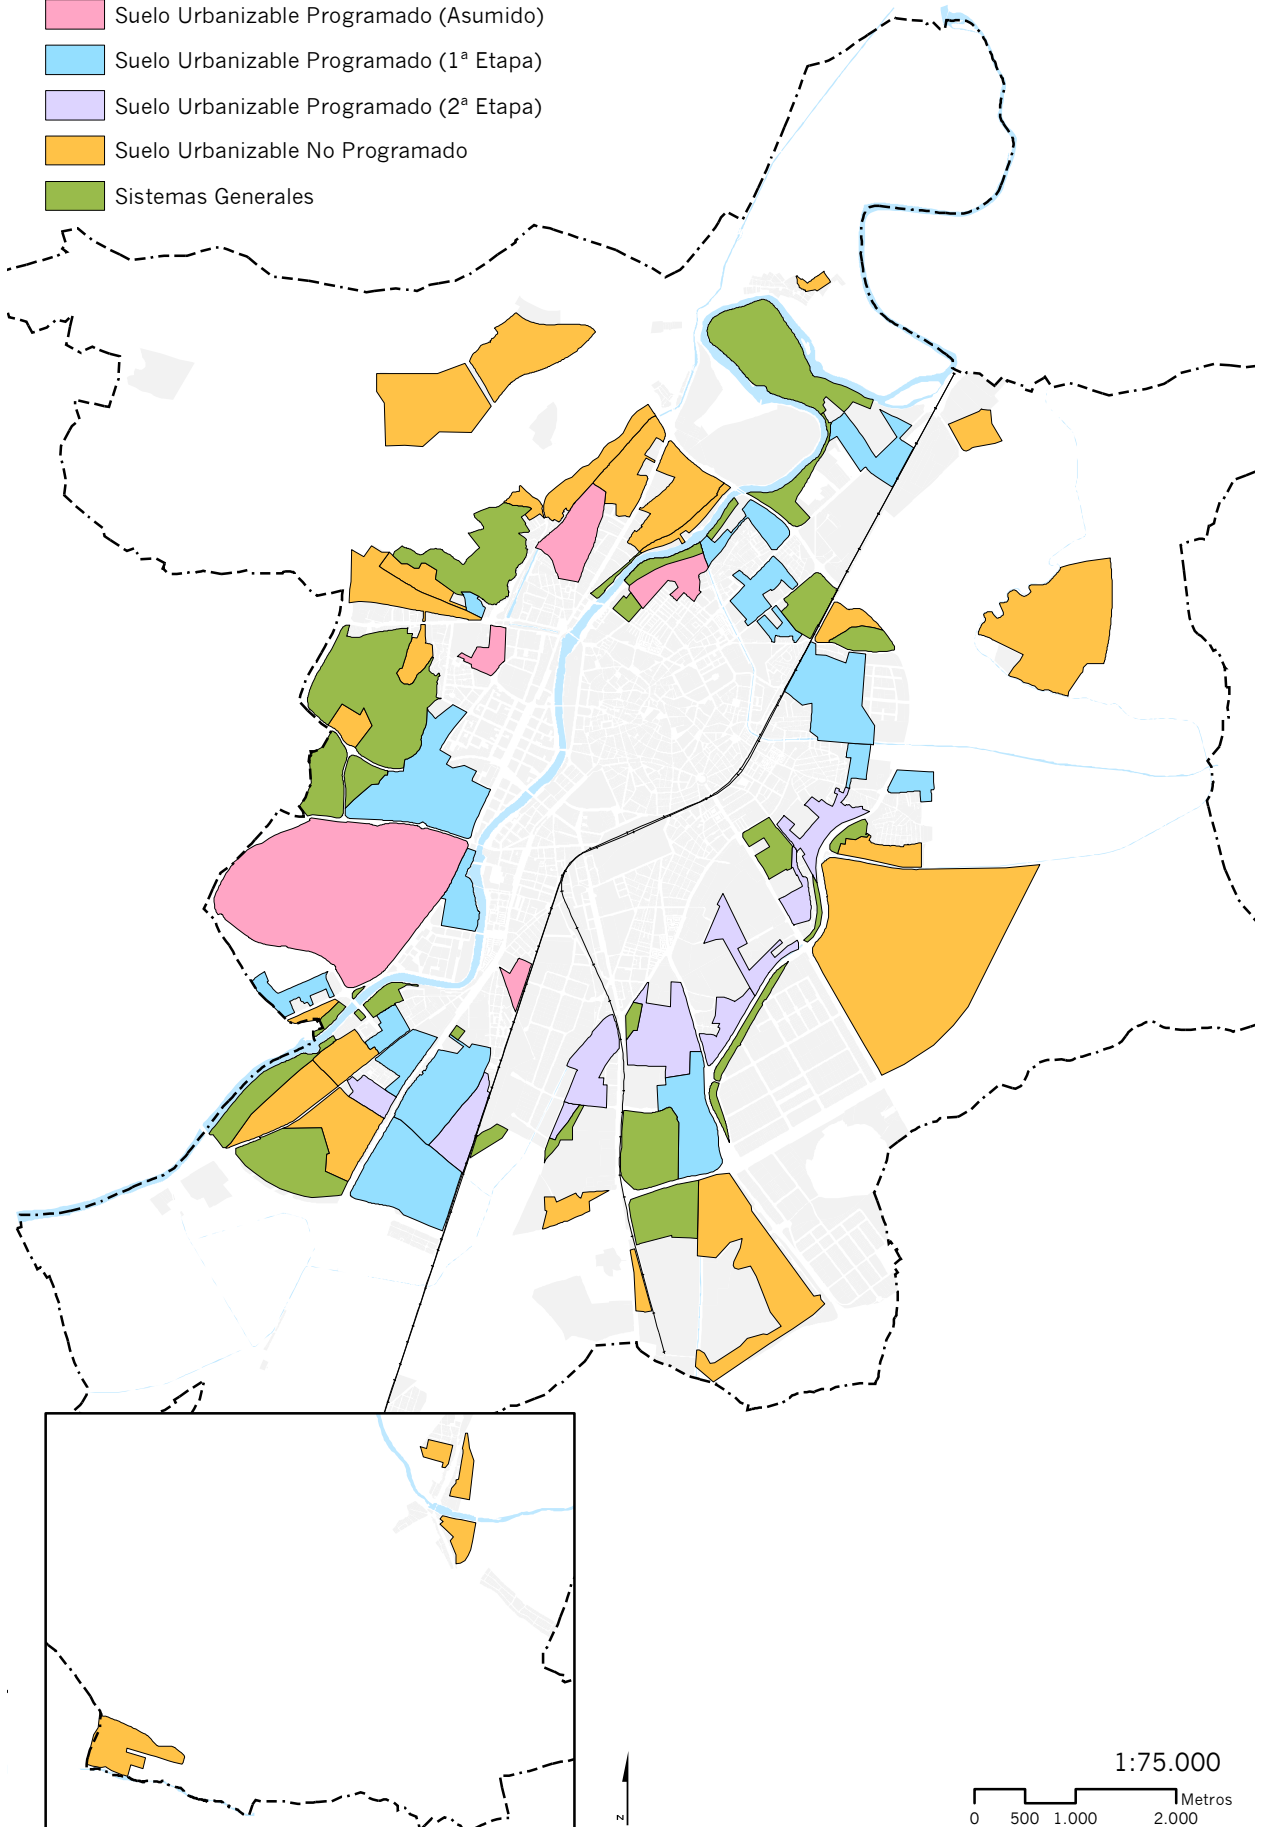 Suelo Urbanizable Programado (Asumido)
Suelo Urbanizable Programado (1ª Etapa)
Suelo Urbanizable Programado (2ª Etapa)
Suelo Urbanizable No Programado
Sistemas Generales
1:75.000
Metros
0 500 1.000 2.000
N